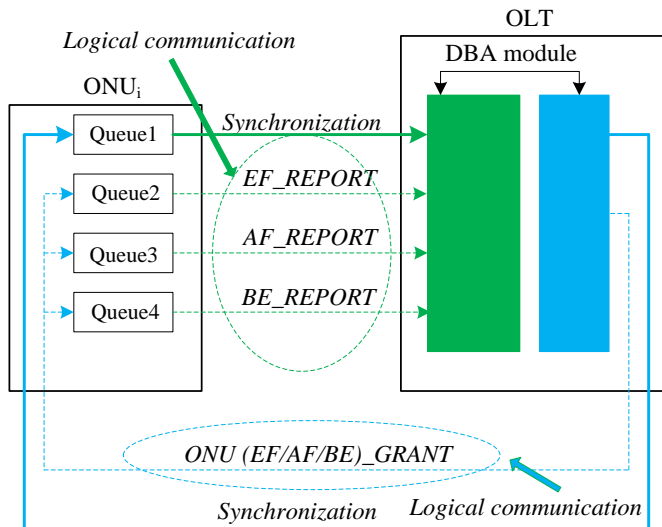 OLT
Logical communication
DBA module
ONUi
Queue1
Synchronization
Queue2
EF_REPORT
Queue3
AF_REPORT
Queue4
BE_REPORT
ONU (EF/AF/BE)_GRANT
Synchronization
Logical communication